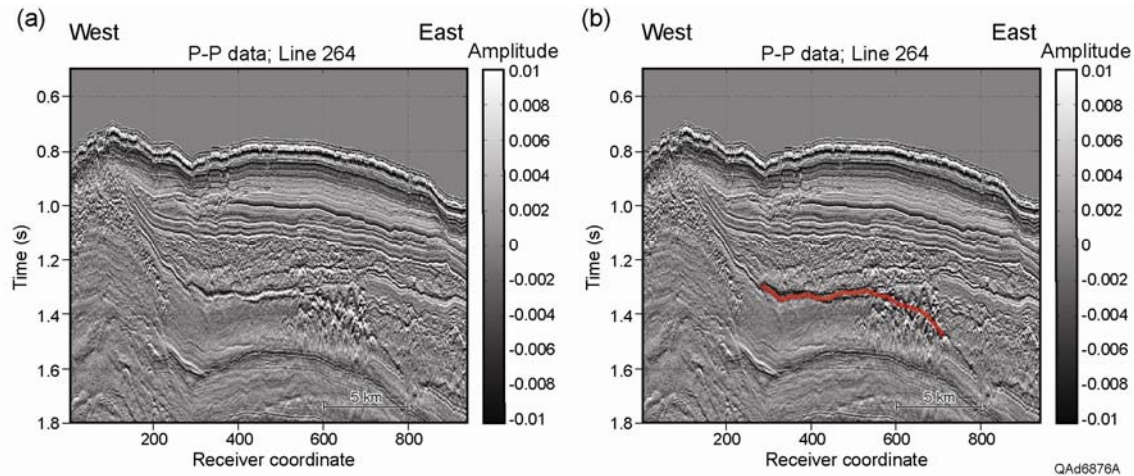 (a)
West
East
P-P data; Line 264
Amplitude
0.6
0.8
1.0
1.2
1.4
1.6
1.8
Time (s)
200
400
600
800
Receiver coordinate
5 km
0.01
0.008
0.006
0.004
0.002
0
-0.002
-0.004
-0.006
-0.008
-0.01
(b)
West
East
P-P data; Line 264
Amplitude
0.6
0.8
1.0
1.2
1.4
1.6
1.8
Time (s)
200
400
600
800
Receiver coordinate
5 km
0.01
0.008
0.006
0.004
0.002
0
-0.002
-0.004
-0.006
-0.008
-0.01
QAd6876A